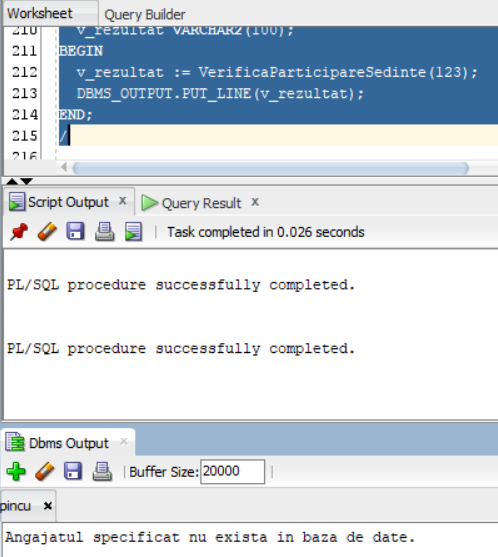 Worksheet Query Builder
210 v_rezultat VARCHAR2(100);
211 BEGIN
212 v_rezultat := VerificaParticipareSedinte(123);
213 DBMS_OUTPUT.PUT_LINE(v_rezultat);
214 END;
215 /
216
Script Output x Query Result x
Task completed in 0.026 seconds
PL/SQL procedure successfully completed.
PL/SQL procedure successfully completed.
Dbms Output ×
Buffer Size: 20000
pincu x
Angajatul specificat nu exista in baza de date.